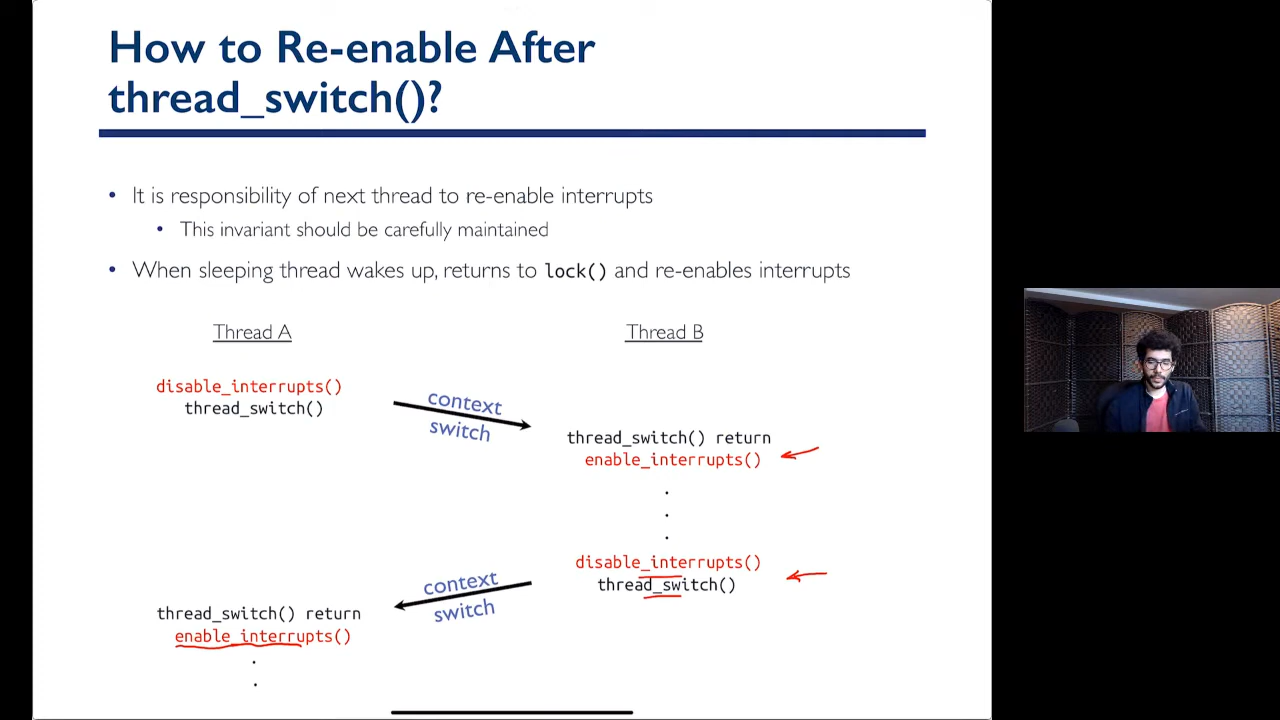 How to Re-enable After
thread_switch()?
• It is responsibility of next thread to re-enable interrupts
• This invariant should be carefully maintained
• When sleeping thread wakes up, returns to lock() and re-enables interrupts
Thread A
Thread B
disable_interrupts()
thread_switch()
context
switch
thread_switch() return
enable_interrupts()
.
.
.
disable_interrupts()
thread_switch()
context
switch
thread_switch() return
enable_interrupts()
.
.